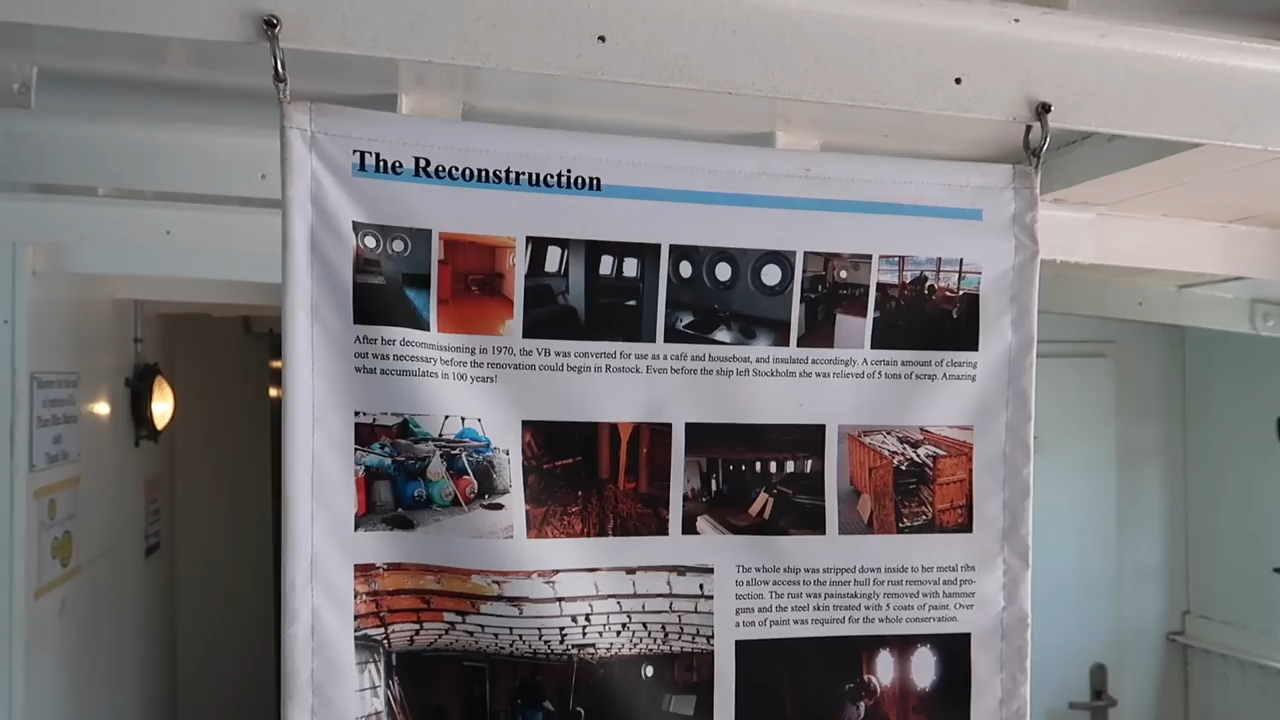 The Reconstruction
After her decommissioning in 1970, the VB was converted for use as a café and houseboat, and insulated accordingly. A certain amount of clearing
out was necessary before the renovation could begin in Rostock. Even before the ship left Stockholm she was relieved of 5 tons of scrap. Amazing
what accumulates in 100 years!
The whole ship was stripped down inside to her metal ribs
to allow access to the inner hull for rust removal and pro-
tection. The rust was painstakingly removed with hammer
guns and the steel skin treated with 5 coats of paint. Over
a ton of paint was required for the whole conservation.
only
Thank You